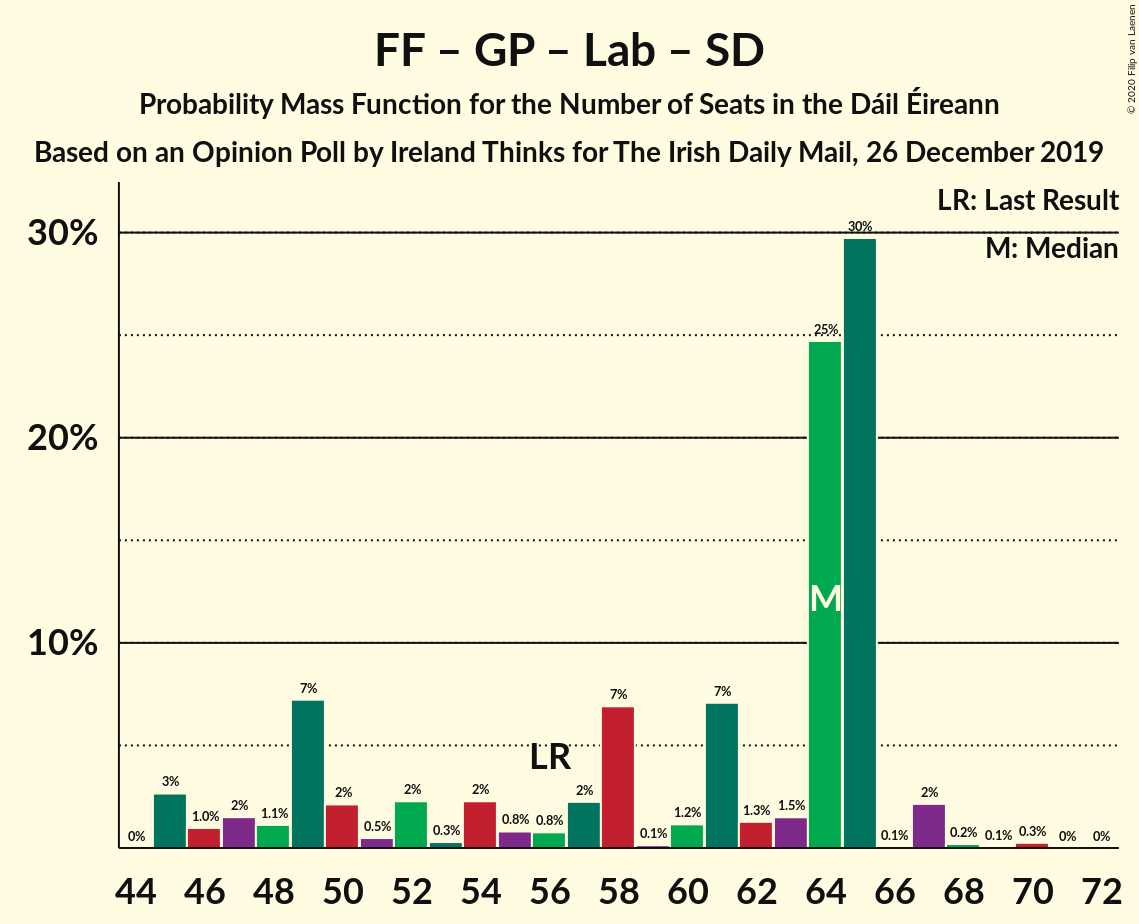 FF – GP – Lab – SD
Probability Mass Function for the Number of Seats in the Dáil Éireann
Based on an Opinion Poll by Ireland Thinks for The Irish Daily Mail, 26 December 2019
© 2020 Filip van Laenen
LR: Last Result
M: Median
30%
20%
10%
0% 3% 1.0% 2% 1.1% 7% 2% 0.5% 2% 0.3% 2% 0.8% 0.8% 2% 7% 0.1% 1.2% 7% 1.3% 1.5% 25% 30% 0.1% 2% 0.2% 0.1% 0.3% 0% 0%
LR
M
44 46 48 50 52 54 56 58 60 62 64 66 68 70 72